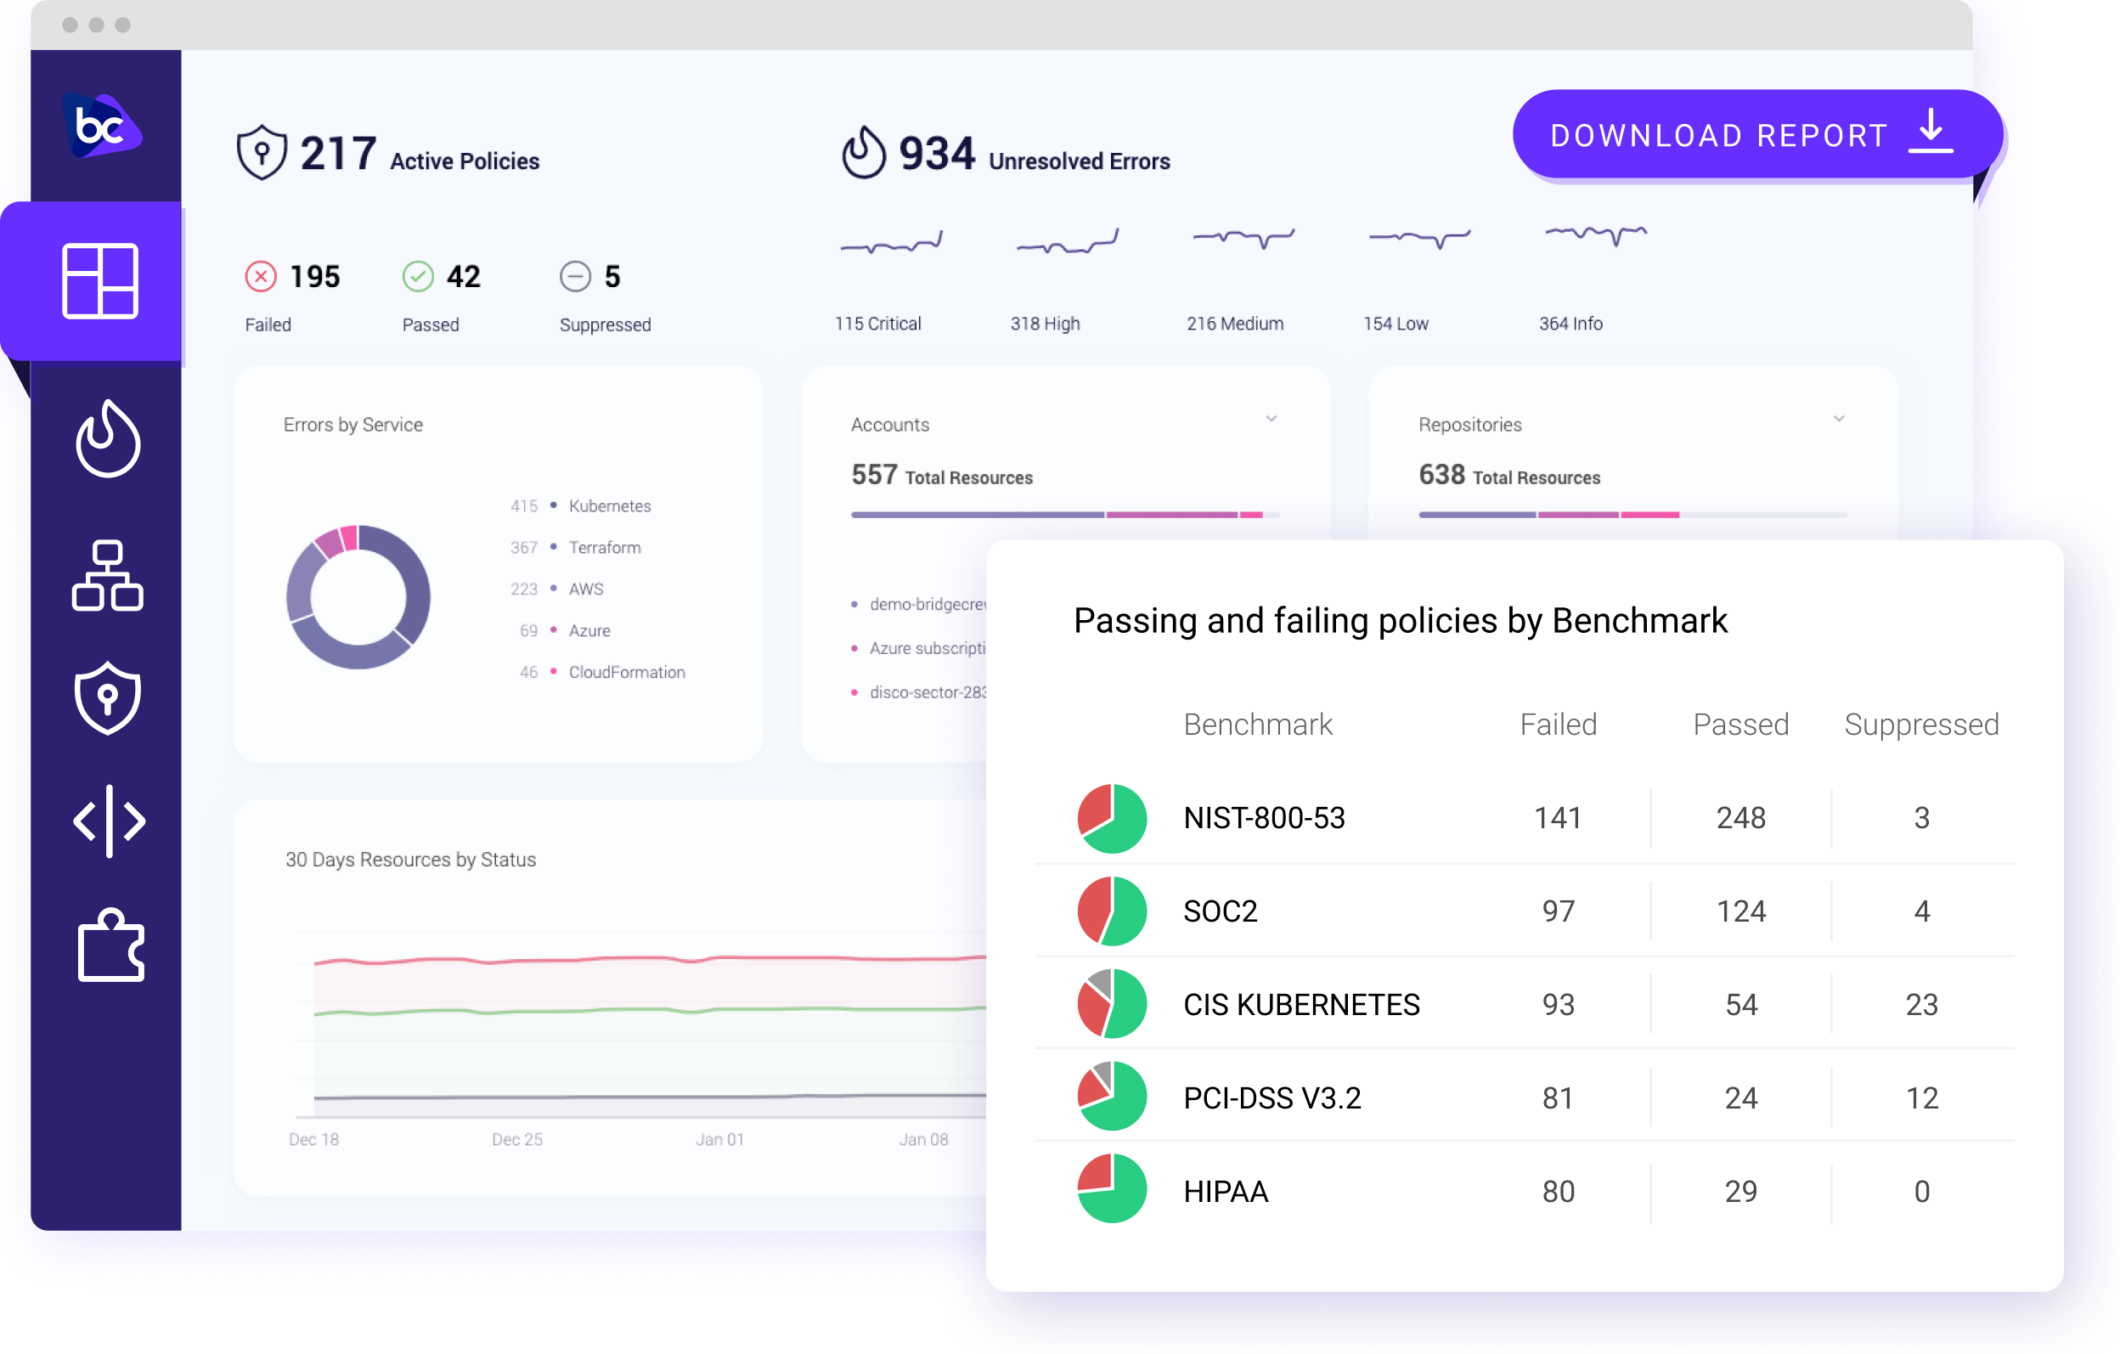 bc
217 Active Policies
934 Unresolved Errors
DOWNLOAD REPORT
195
42
5
Failed
Passed
Suppressed
115 Critical
318 High
216 Medium
154 Low
364 Info
Errors by Service
415 • Kubernetes
367 • Terraform
223 • AWS
69 • Azure
46 • CloudFormation
Accounts
557 Total Resources
• demo-bridgecrew
• Azure subscripti
• disco-sector-283
Repositories
638 Total Resources
30 Days Resources by Status
Dec 18
Dec 25
Jan 01
Jan 08
Passing and failing policies by Benchmark
Benchmark Failed Passed Suppressed
NIST-800-53 141 248 3
SOC2 97 124 4
CIS KUBERNETES 93 54 23
PCI-DSS V3.2 81 24 12
HIPAA 80 29 0